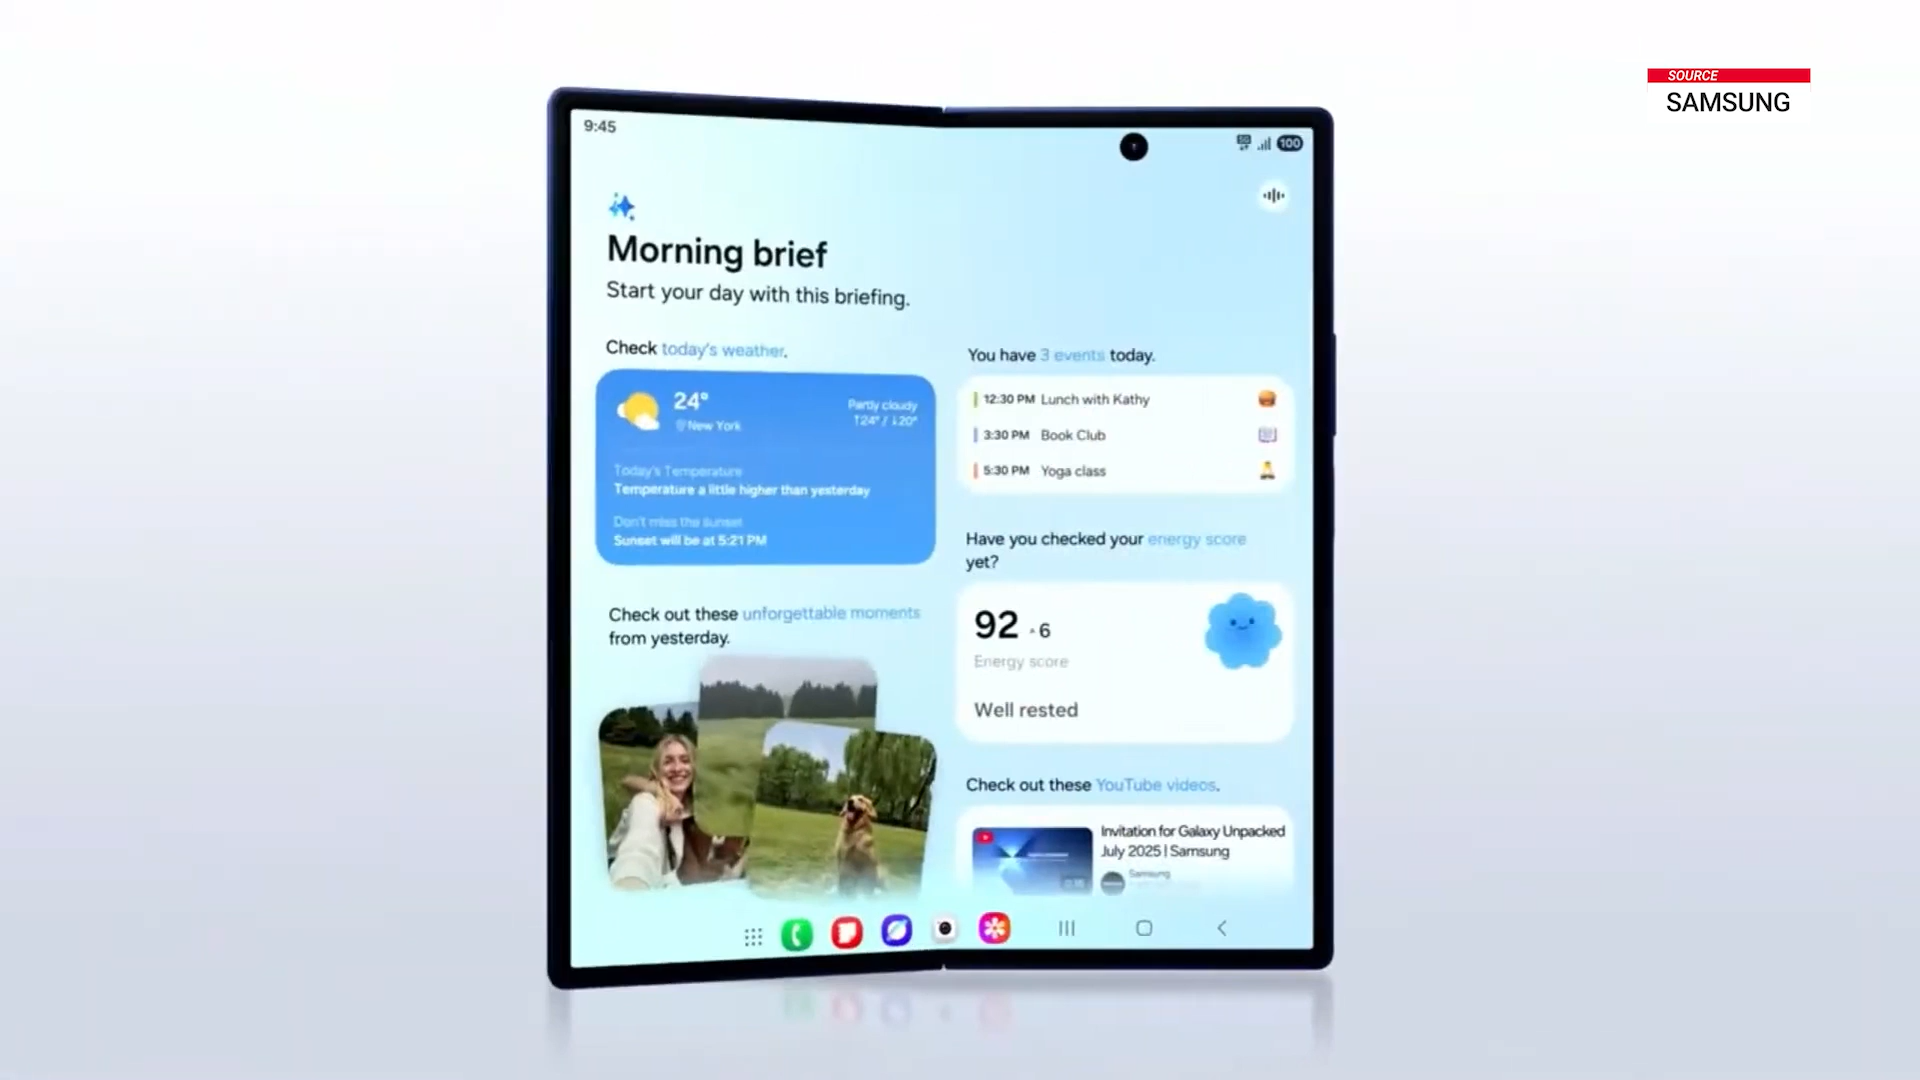 SOURCE
SAMSUNG
9:45
100
Morning brief
Start your day with this briefing.
Check today's weather.
24°
New York
Partly cloudy
↑24° / ↓20°
Today's Temperature
Temperature a little higher than yesterday
Don't miss the sunset
Sunset will be at 5:21 PM
Check out these unforgettable moments
from yesterday.
You have 3 events today.
12:30 PM Lunch with Kathy
3:30 PM Book Club
5:30 PM Yoga class
Have you checked your energy score
yet?
92 6
Energy score
Well rested
Check out these YouTube videos.
Invitation for Galaxy Unpacked
July 2025 | Samsung
Samsung